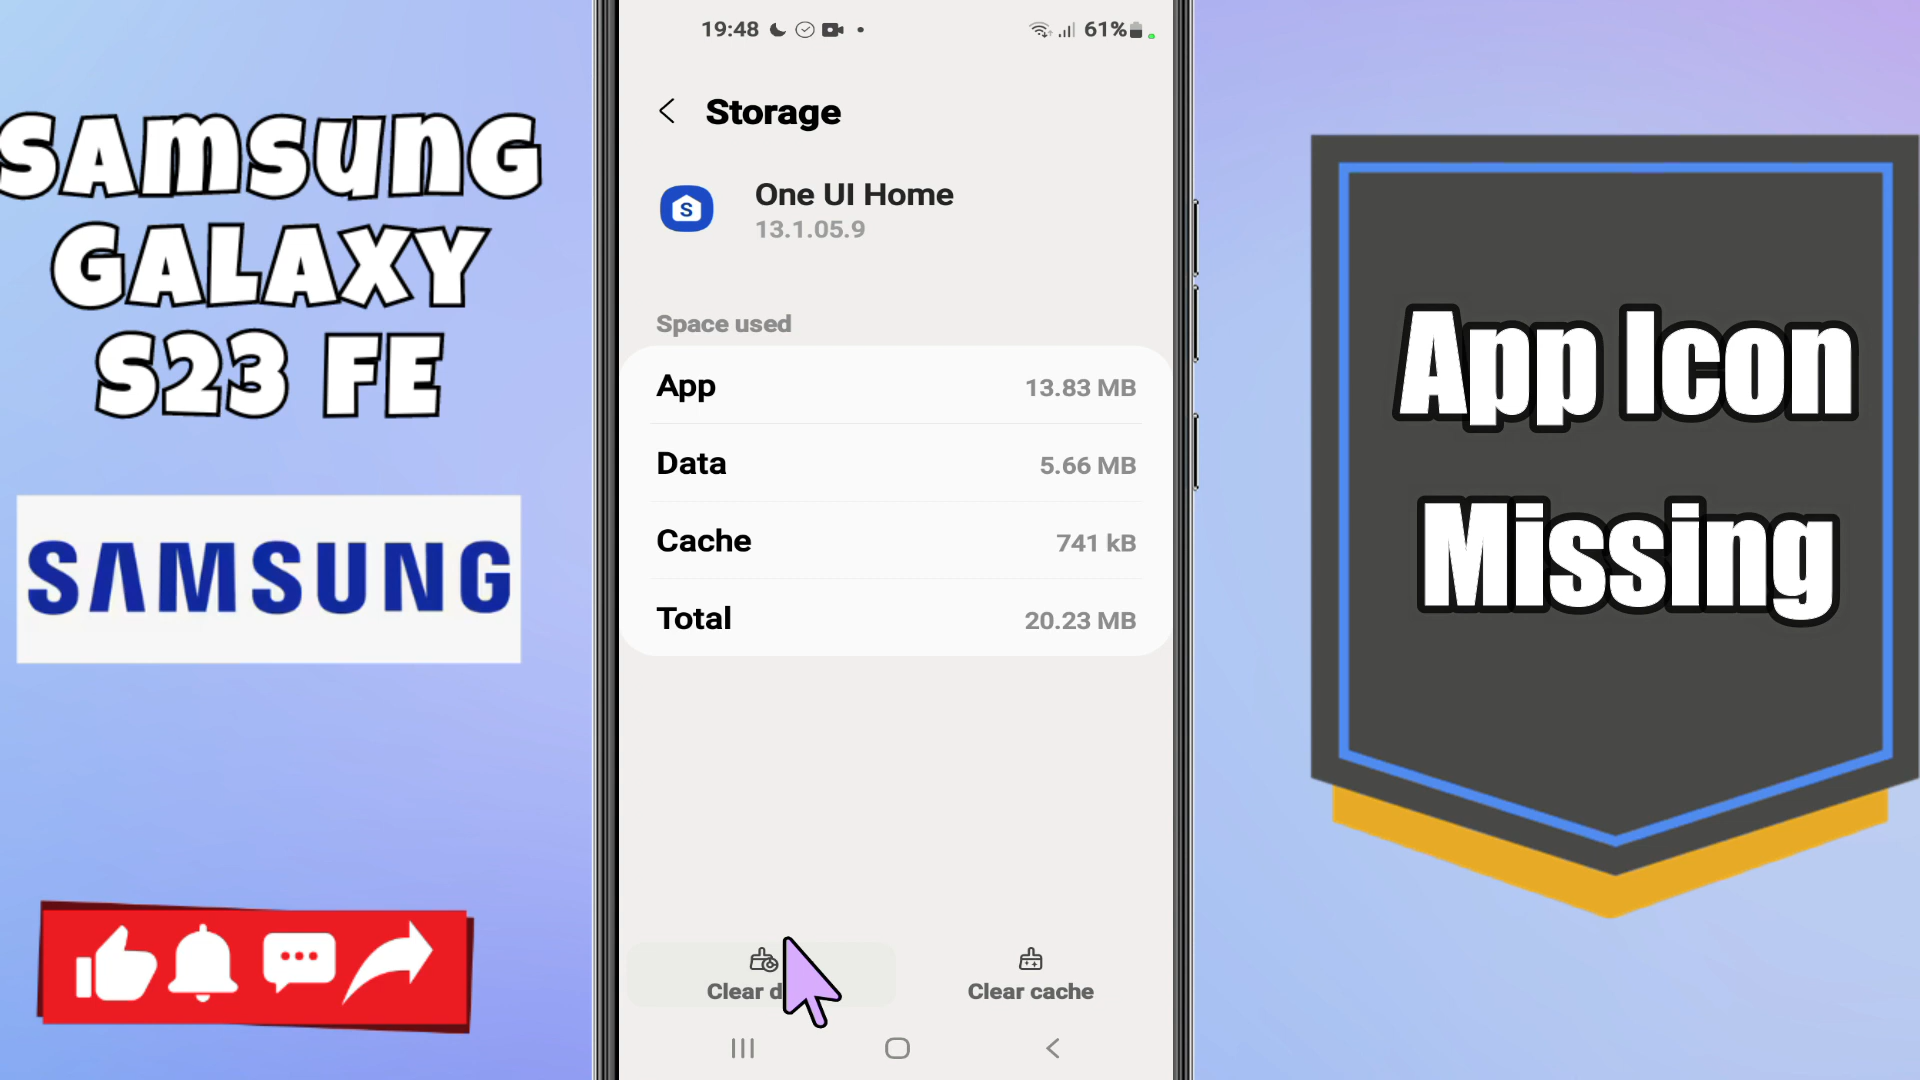 SAMSUNG
GALAXY
S23 FE
SAMSUNG
19:48
61%
Storage
S
One UI Home
13.1.05.9
Space used
App 13.83 MB
Data 5.66 MB
Cache 741 kB
Total 20.23 MB
Clear d
Clear cache
App Icon
Missing